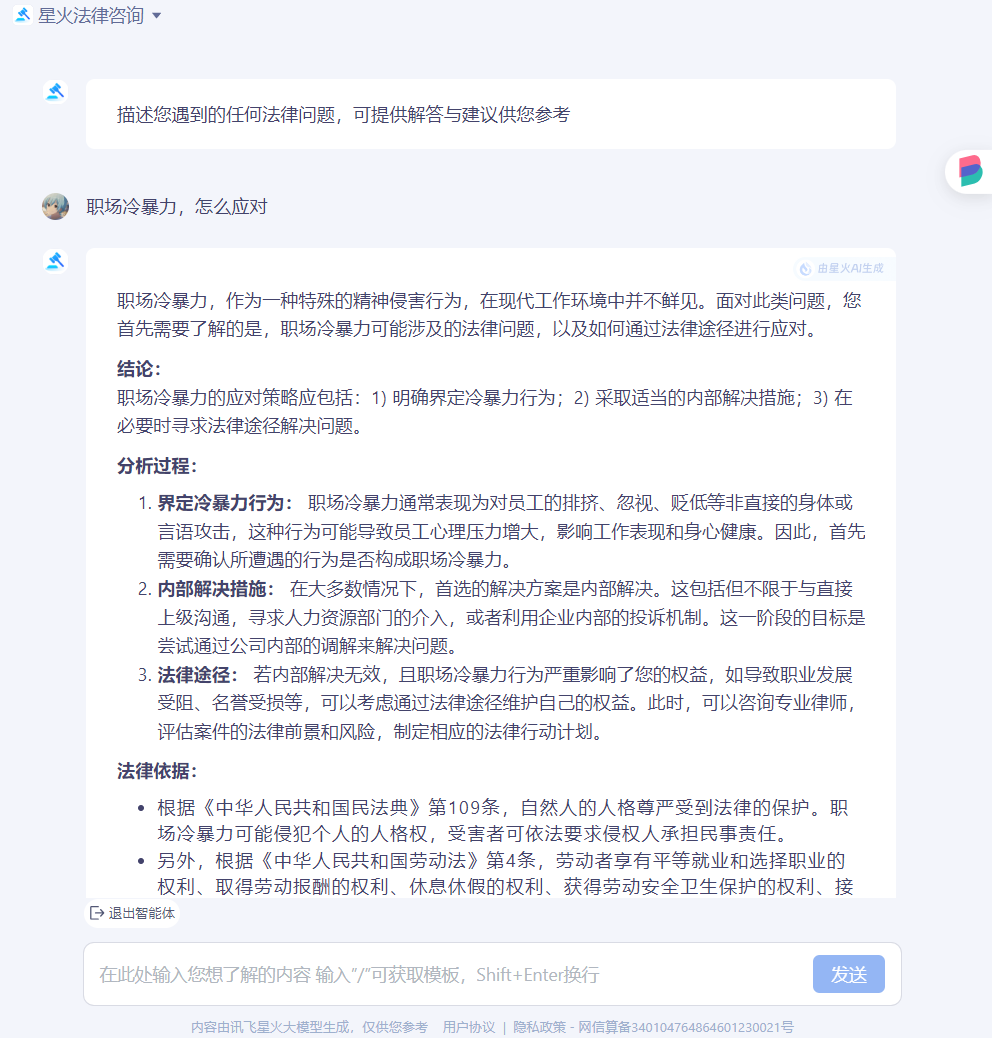 星火法律咨询
描述您遇到的任何法律问题，可提供解答与建议供您参考
职场冷暴力，怎么应对
由星火AI生成
职场冷暴力，作为一种特殊的精神侵害行为，在现代工作环境中并不鲜见。面对此类问题，您
首先需要了解的是，职场冷暴力可能涉及的法律问题，以及如何通过法律途径进行应对。
结论：
职场冷暴力的应对策略应包括：1) 明确界定冷暴力行为；2) 采取适当的内部解决措施；3) 在
必要时寻求法律途径解决问题。
分析过程：
1. 界定冷暴力行为： 职场冷暴力通常表现为对员工的排挤、忽视、贬低等非直接的身体或
言语攻击，这种行为可能导致员工心理压力增大，影响工作表现和身心健康。因此，首先
需要确认所遭遇的行为是否构成职场冷暴力。
2. 内部解决措施： 在大多数情况下，首选的解决方案是内部解决。这包括但不限于与直接
上级沟通，寻求人力资源部门的介入，或者利用企业内部的投诉机制。这一阶段的目标是
尝试通过公司内部的调解来解决问题。
3. 法律途径： 若内部解决无效，且职场冷暴力行为严重影响了您的权益，如导致职业发展
受阻、名誉受损等，可以考虑通过法律途径维护自己的权益。此时，可以咨询专业律师，
评估案件的法律前景和风险，制定相应的法律行动计划。
法律依据：
• 根据《中华人民共和国民法典》第109条，自然人的人格尊严受到法律的保护。职
场冷暴力可能侵犯个人的人格权，受害者可依法要求侵权人承担民事责任。
• 另外，根据《中华人民共和国劳动法》第4条，劳动者享有平等就业和选择职业的
权利、取得劳动报酬的权利、休息休假的权利、获得劳动安全卫生保护的权利、接
退出智能体
在此处输入您想了解的内容 输入“/”可获取模板，Shift+Enter换行
发送
内容由讯飞星火大模型生成，仅供您参考 用户协议 | 隐私政策 - 网信算备340104764864601230021号